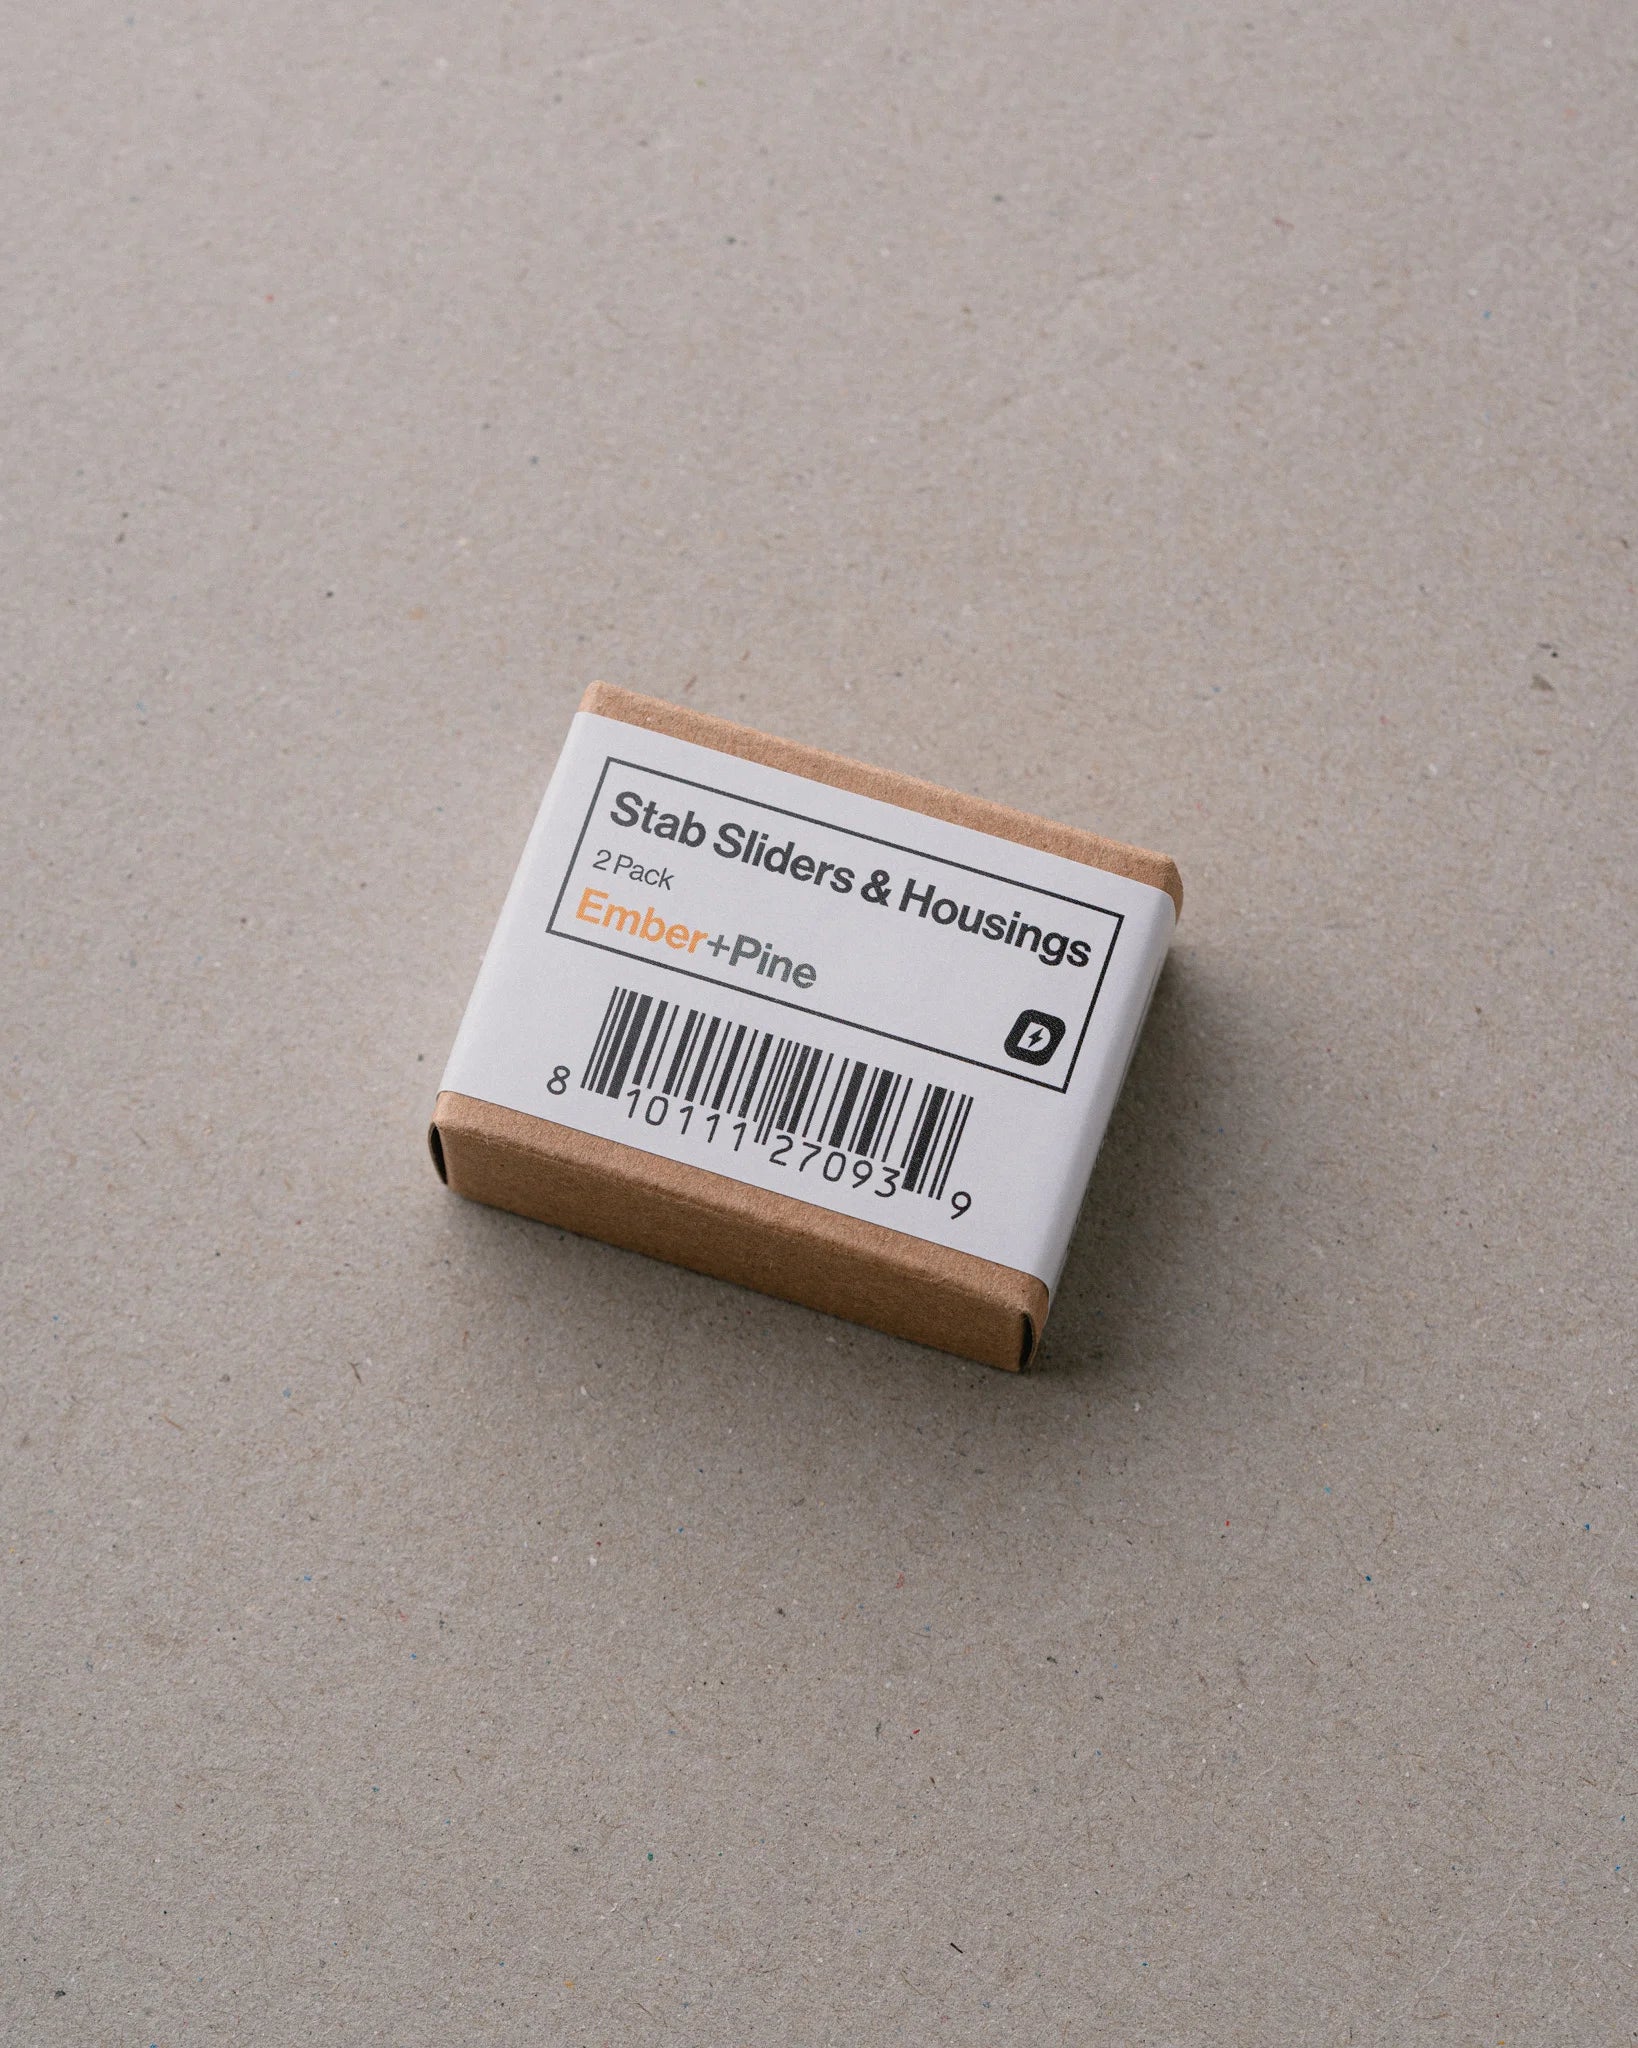 Stab Sliders & Housings
2 Pack
Ember+Pine
D
8 10111 27093 9